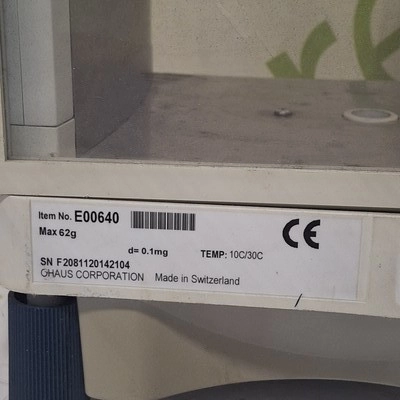 Item No. E00640
Max 62g
d= 0.1mg TEMP: 10C/30C
SN F2081120142104
OHAUS CORPORATION Made in Switzerland
CE